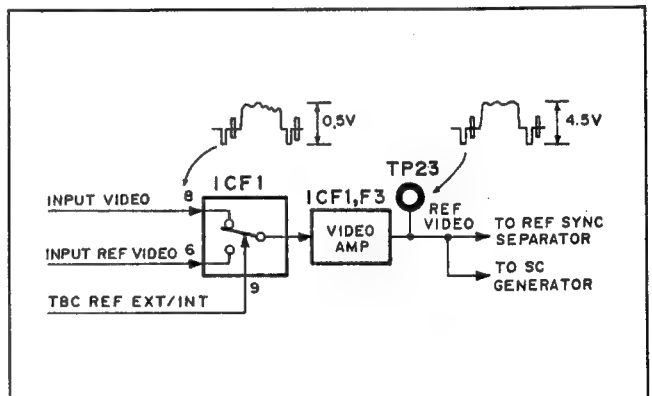 0.5V
4.5V
TP23
ICF1
ICF1,F3
INPUT VIDEO 8
VIDEO
AMP
REF
VIDEO
TO REF SYNC
SEPARATOR
INPUT REF VIDEO 6
TO SC
GENERATOR
9
TBC REF EXT/INT